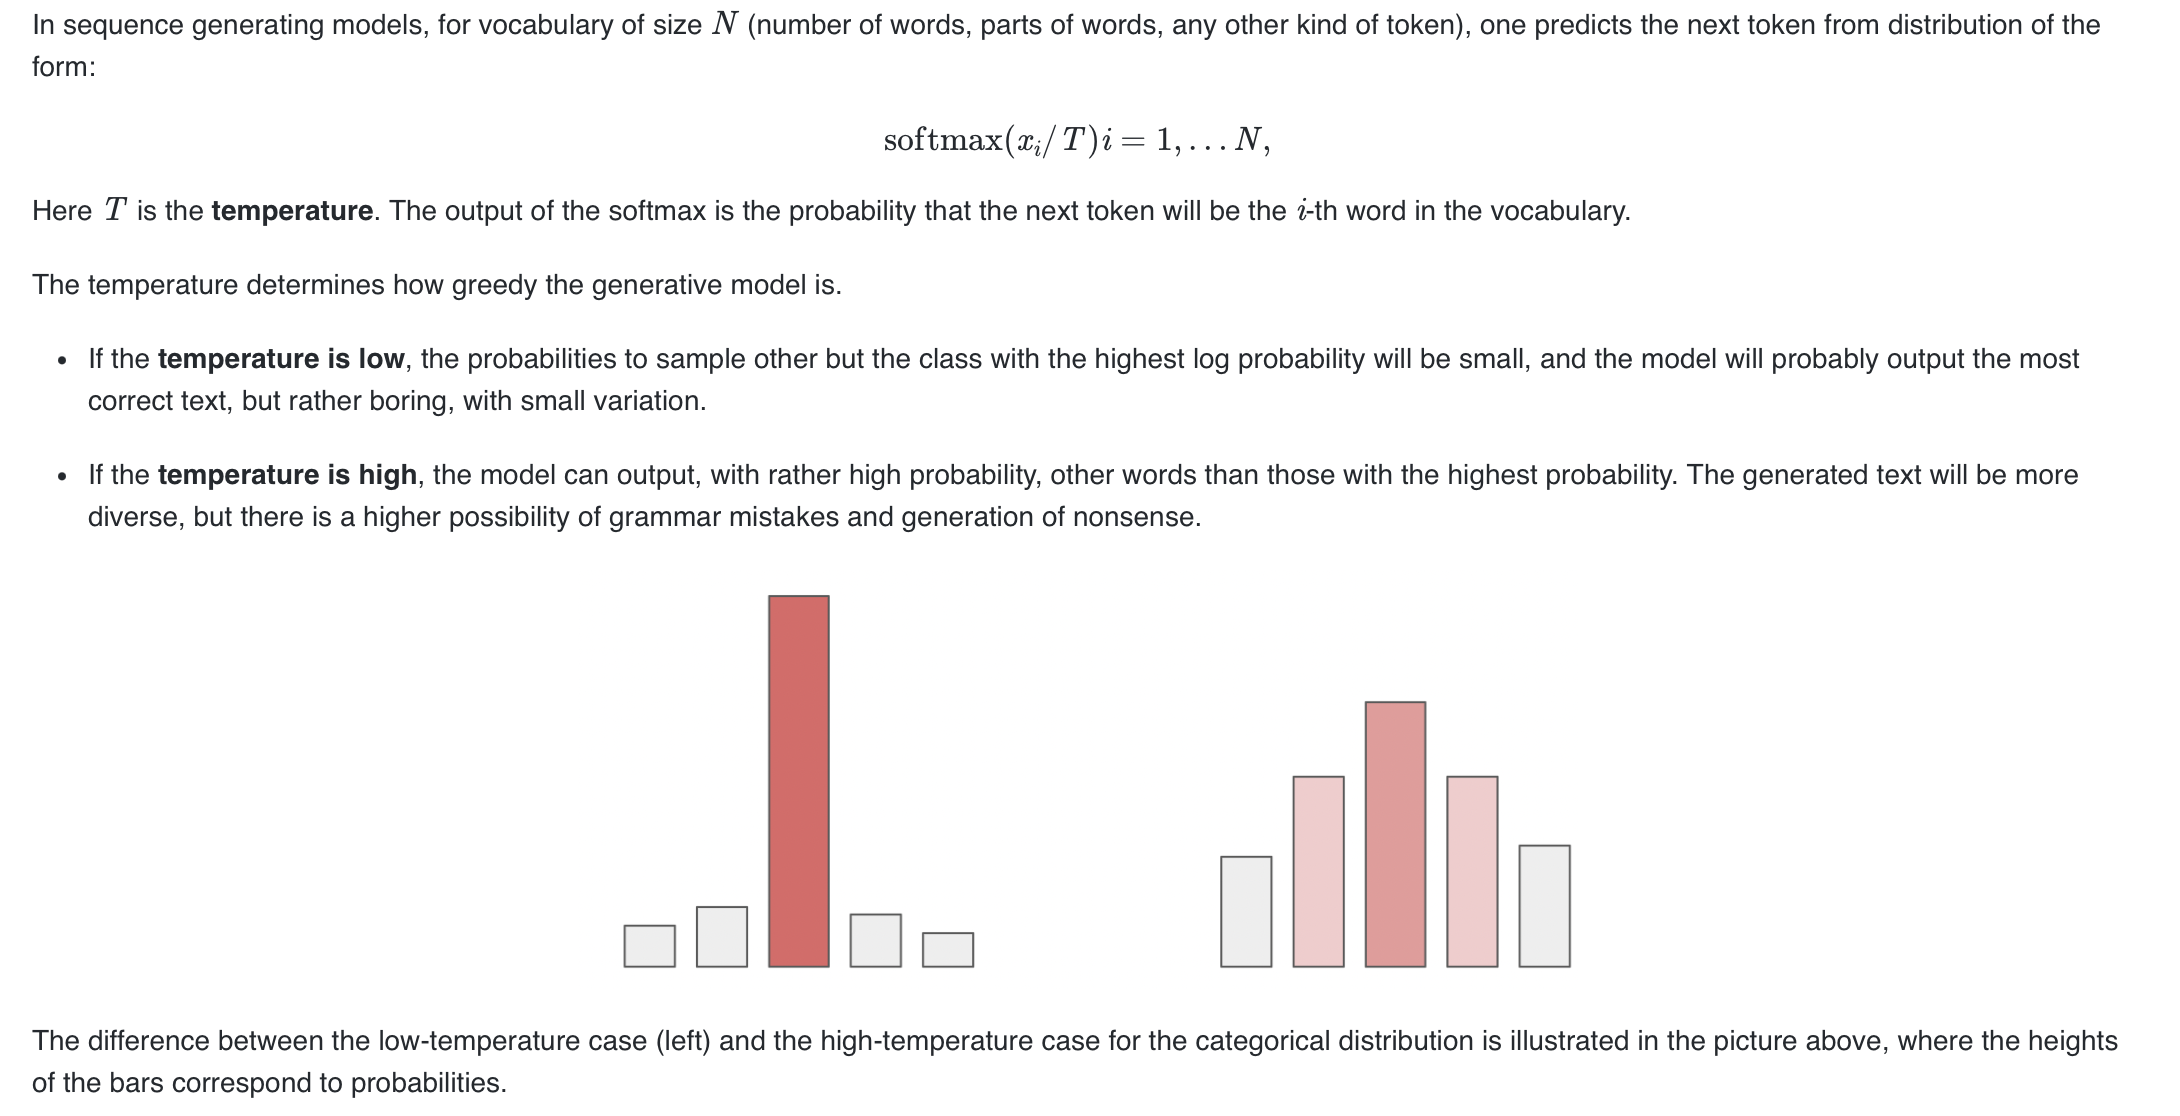 In sequence generating models, for vocabulary of size N (number of words, parts of words, any other kind of token), one predicts the next token from distribution of the
form:
softmax(xᵢ/T)i = 1, … N,
Here T is the temperature. The output of the softmax is the probability that the next token will be the i-th word in the vocabulary.
The temperature determines how greedy the generative model is.
• If the temperature is low, the probabilities to sample other but the class with the highest log probability will be small, and the model will probably output the most
correct text, but rather boring, with small variation.
• If the temperature is high, the model can output, with rather high probability, other words than those with the highest probability. The generated text will be more
diverse, but there is a higher possibility of grammar mistakes and generation of nonsense.
The difference between the low-temperature case (left) and the high-temperature case for the categorical distribution is illustrated in the picture above, where the heights
of the bars correspond to probabilities.